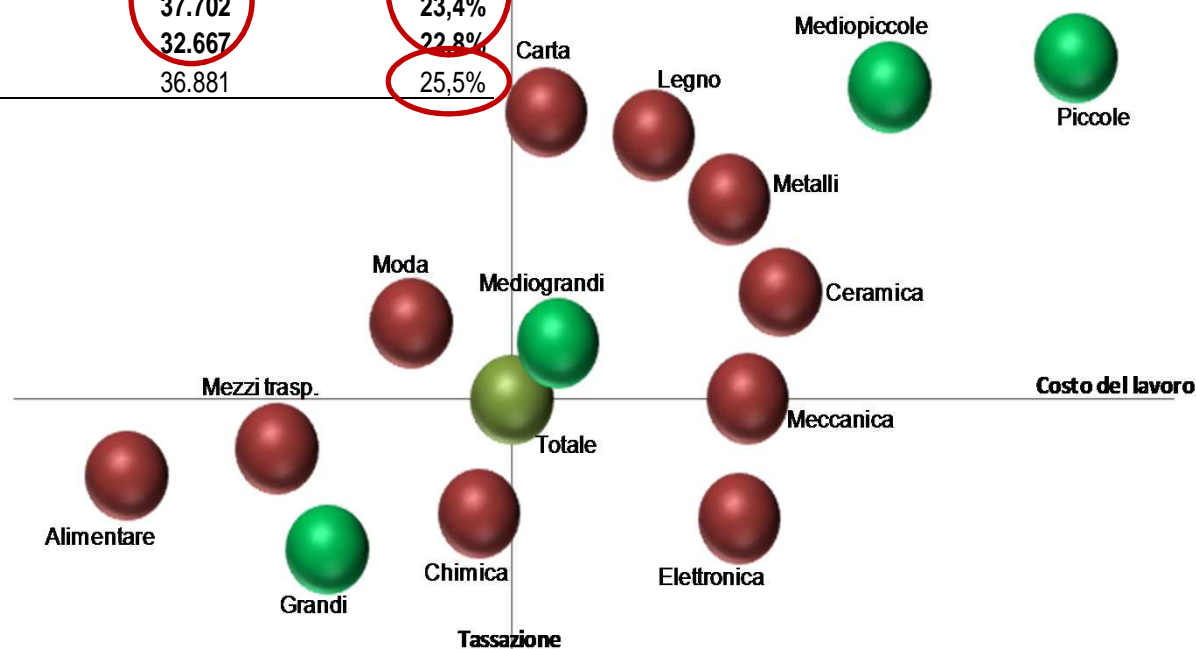 37.702 23,4%
32.667 22,8%
36.881 25,5%
Mediopiccole
Carta
Legno
Piccole
Metalli
Moda
Mediograndi
Ceramica
Mezzi trasp.
Costo del lavoro
Meccanica
Totale
Alimentare
Chimica
Elettronica
Grandi
Tassazione